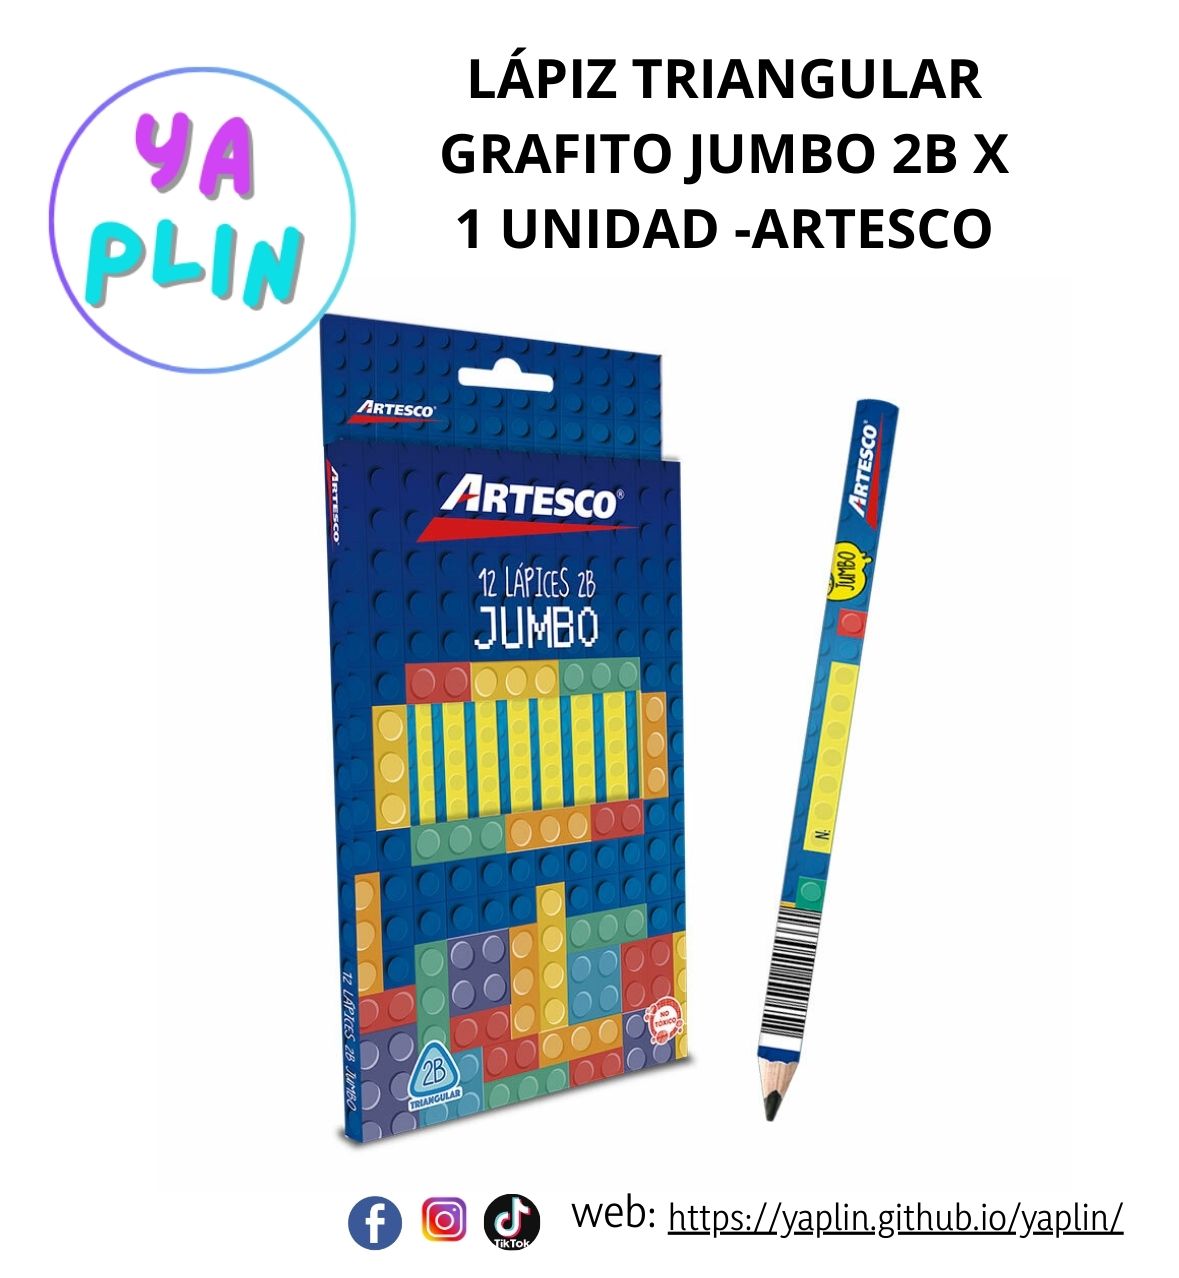 YA
PLIN
LÁPIZ TRIANGULAR
GRAFITO JUMBO 2B X
1 UNIDAD -ARTESCO
ARTESCO®
ARTESCO
ARTESCO®
12 LÁPICES 2B
JUMBO
12 LÁPICES 2B JUMBO
2B
TRIANGULAR
NO
TÓXICO
ARTESCO
JUMBO
N:
TikTok
web: https://yaplin.github.io/yaplin/